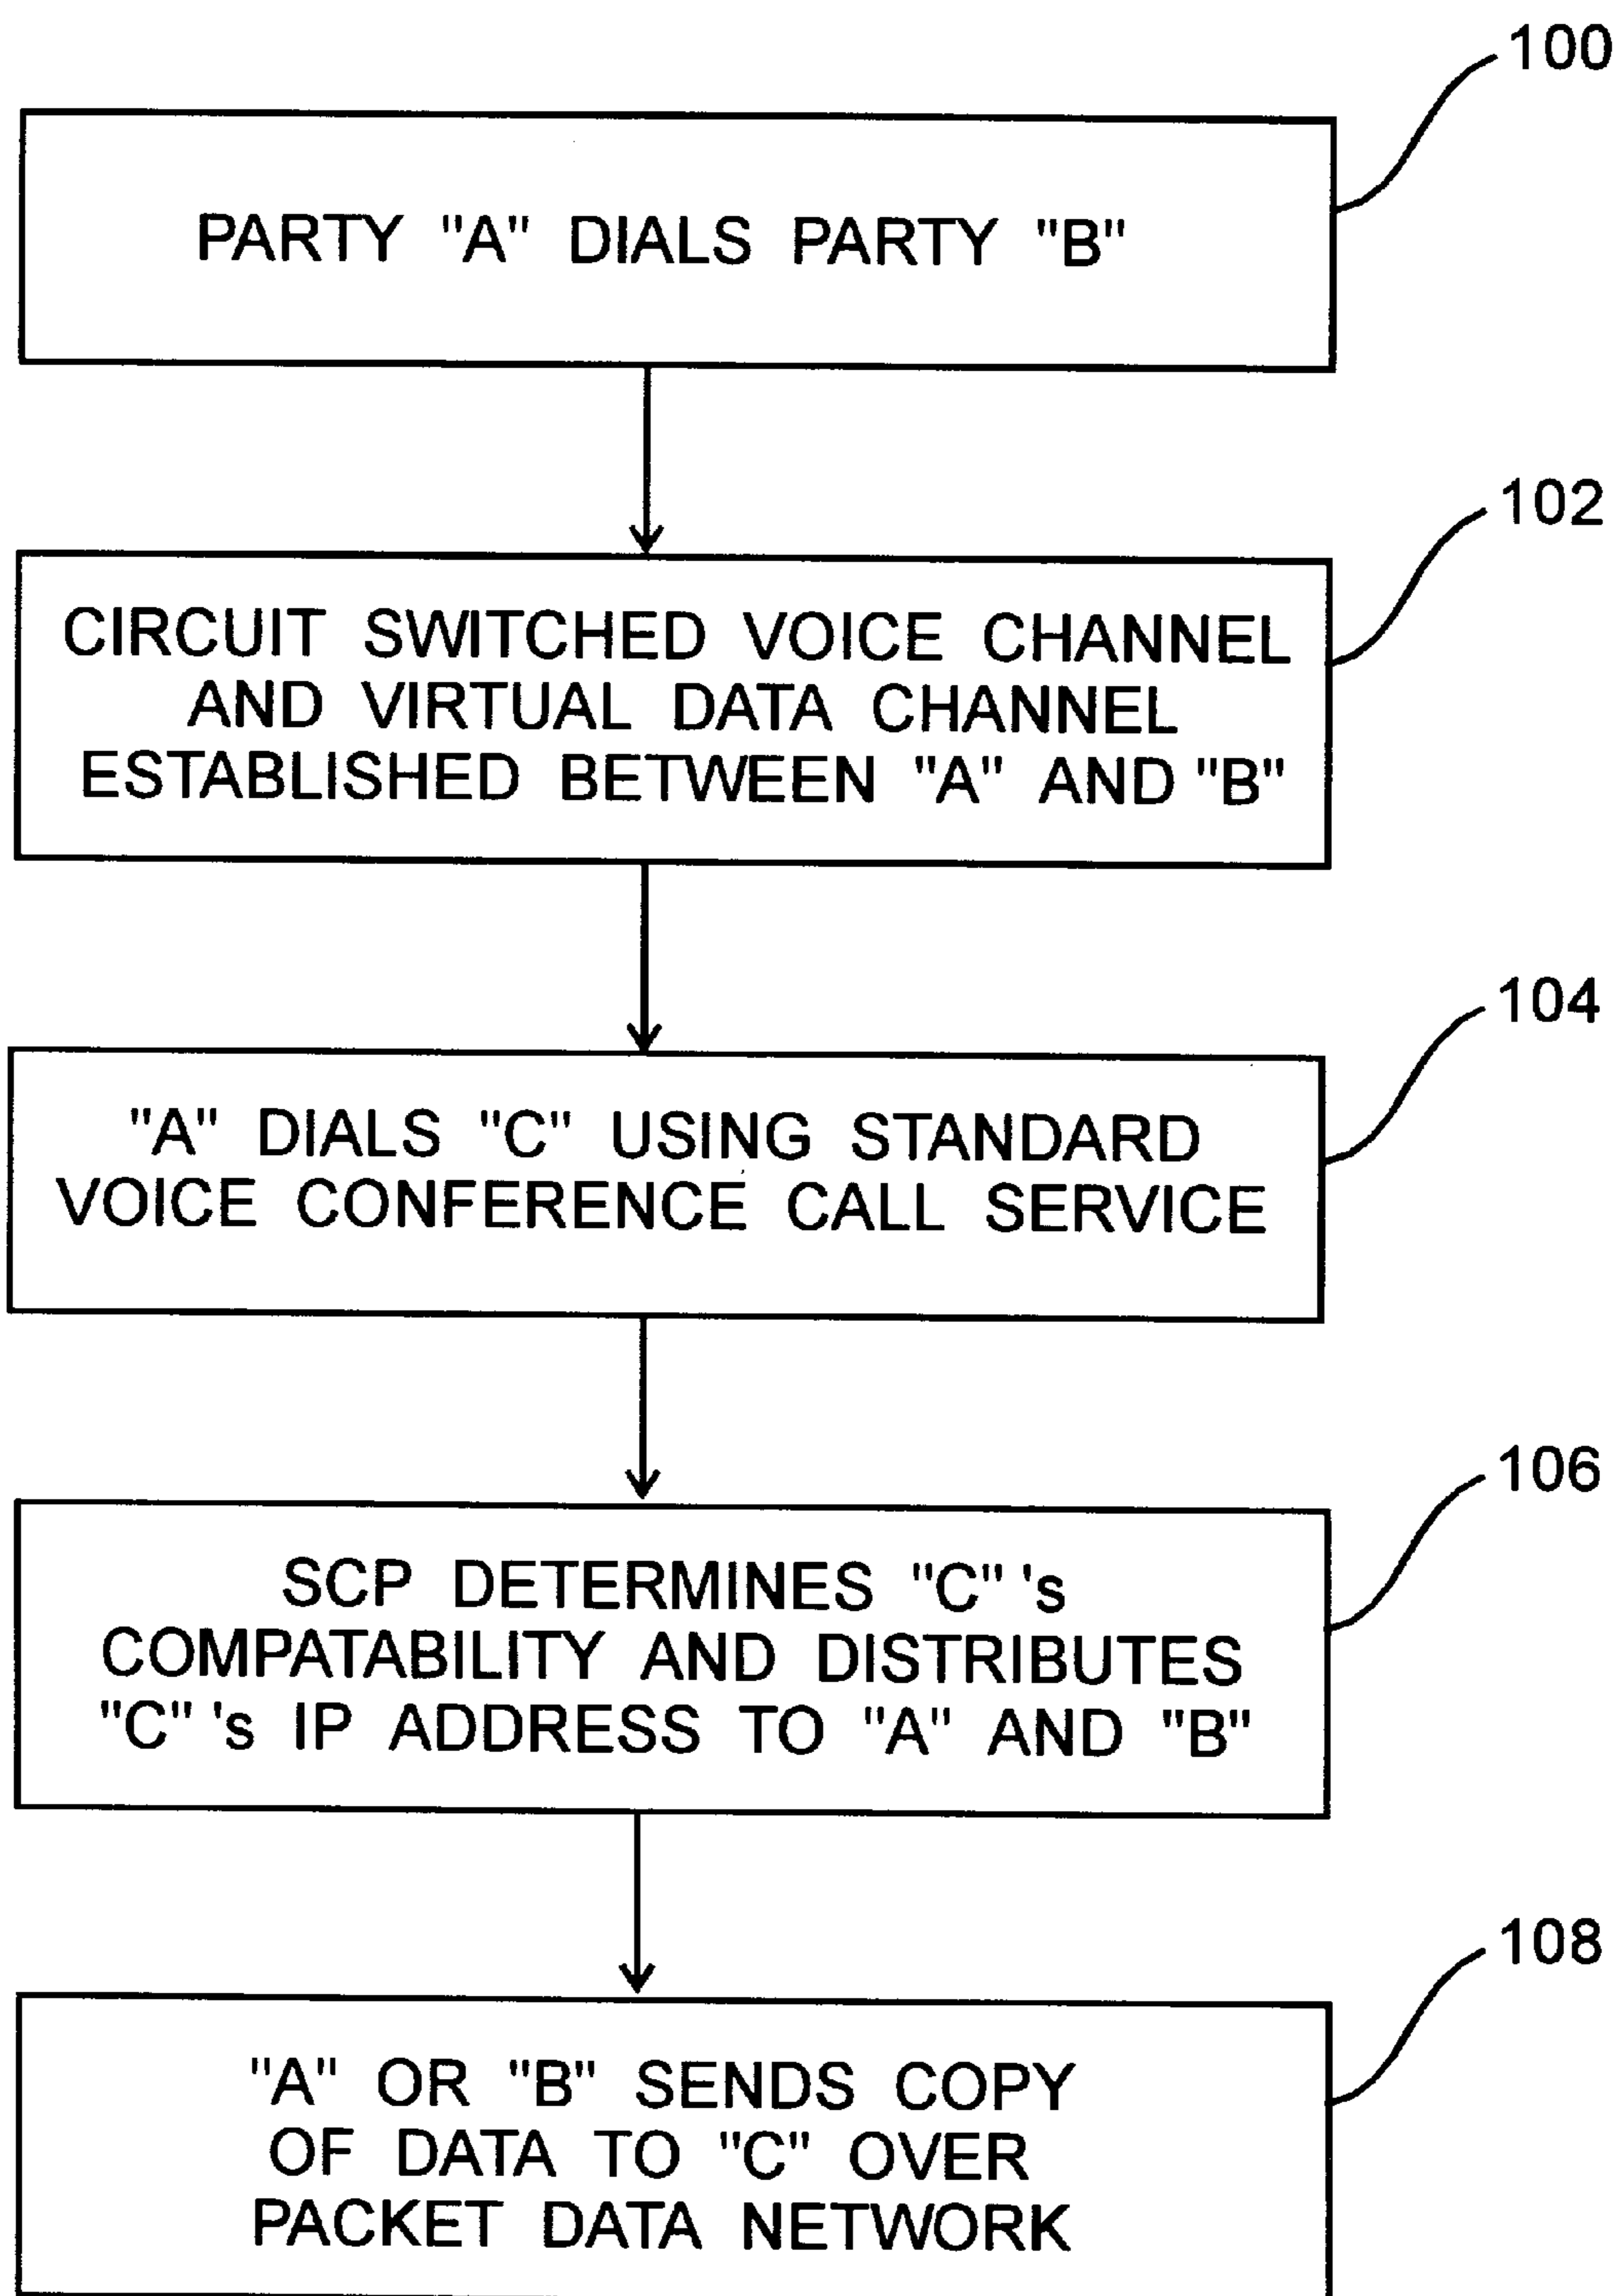 100
PARTY "A" DIALS PARTY "B"
102
CIRCUIT SWITCHED VOICE CHANNEL
AND VIRTUAL DATA CHANNEL
ESTABLISHED BETWEEN "A" AND "B"
104
"A" DIALS "C" USING STANDARD
VOICE CONFERENCE CALL SERVICE
106
SCP DETERMINES "C" 's
COMPATABILITY AND DISTRIBUTES
"C" 's IP ADDRESS TO "A" AND "B"
108
"A" OR "B" SENDS COPY
OF DATA TO "C" OVER
PACKET DATA NETWORK